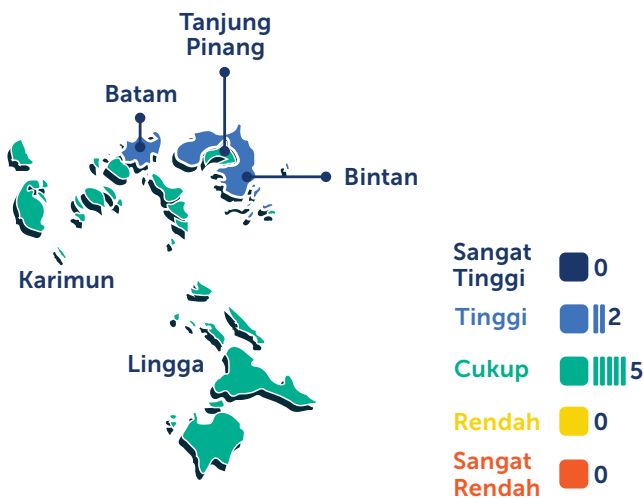 Tanjung
Pinang
Batam
Bintan
Karimun
Lingga
Sangat
Tinggi
0
Tinggi
2
Cukup
5
Rendah
0
Sangat
Rendah
0